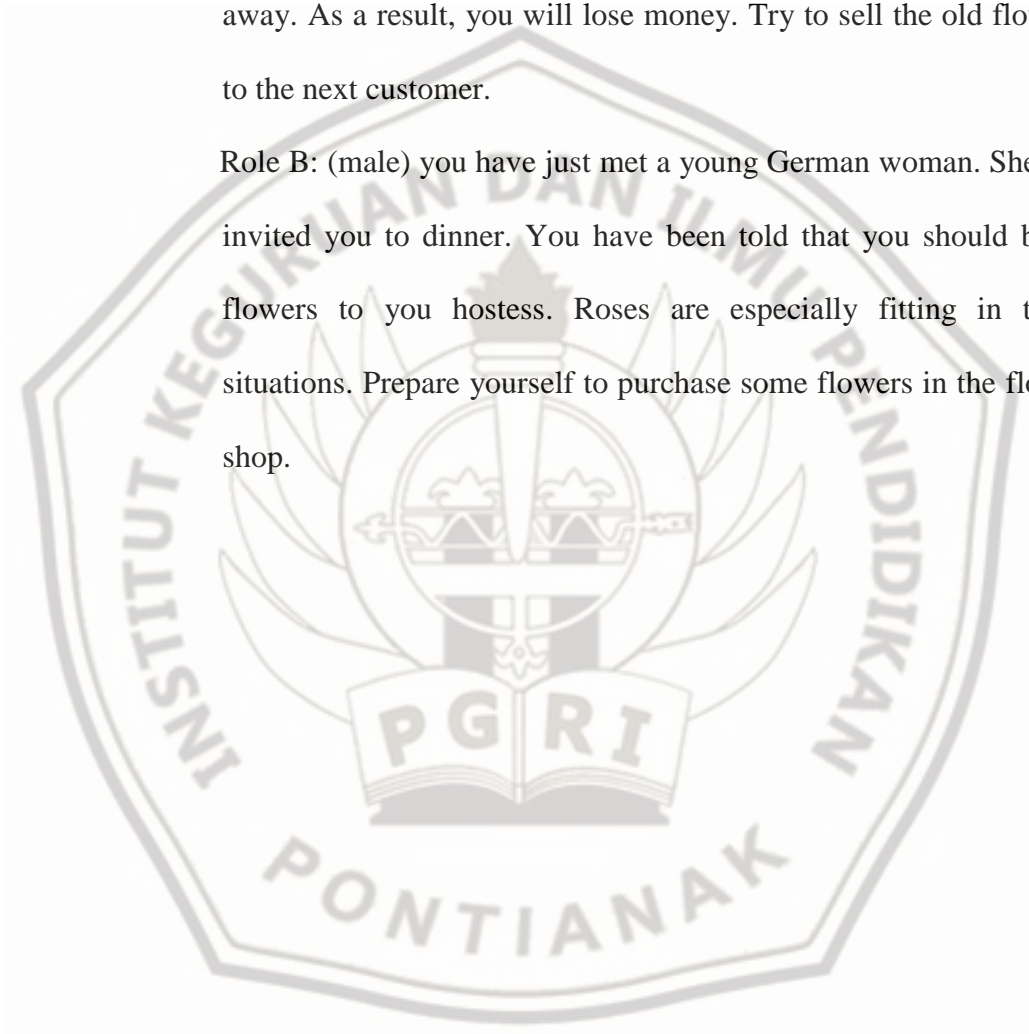 away. As a result, you will lose money. Try to sell the old flo
to the next customer.
Role B: (male) you have just met a young German woman. She
invited you to dinner. You have been told that you should b
flowers to you hostess. Roses are especially fitting in t
situations. Prepare yourself to purchase some flowers in the flo
shop.
INSTITUT KEGURUAN DAN ILMU PENDIDIKAN
PGRI
PONTIANAK